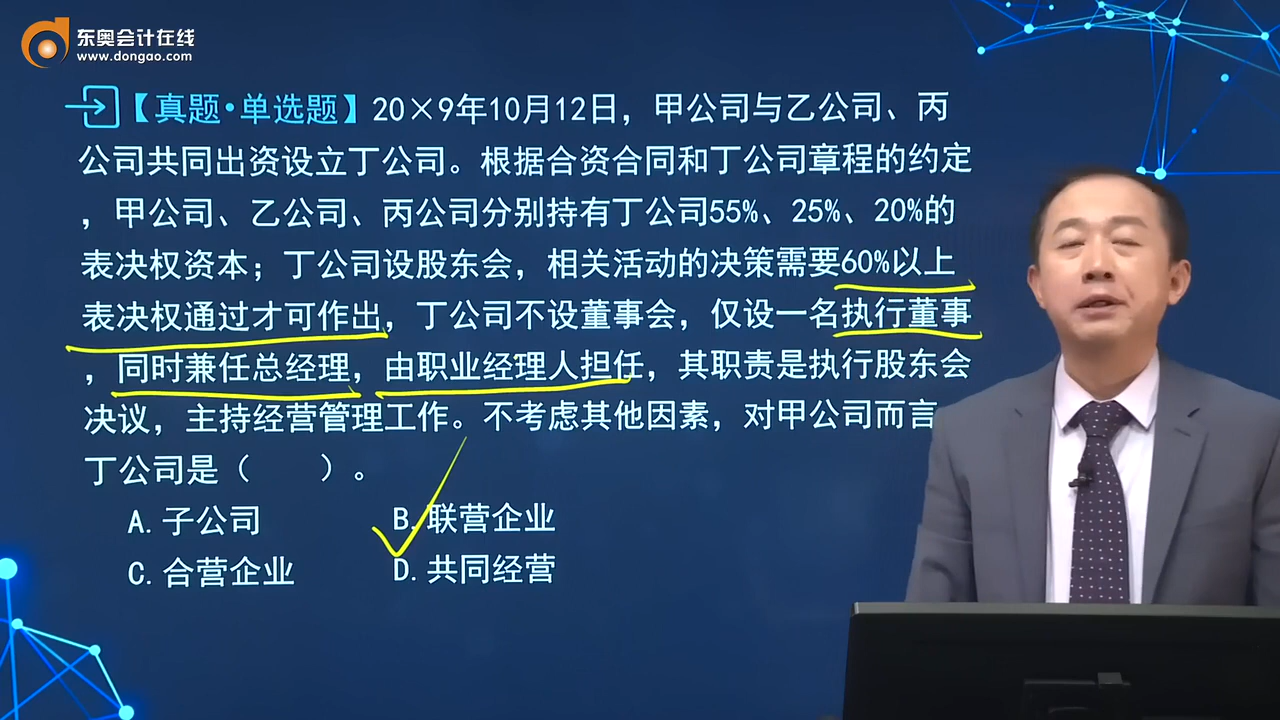 东奥会计在线
www.dongao.com
【真题·单选题】20×9年10月12日，甲公司与乙公司、丙
公司共同出资设立丁公司。根据合资合同和丁公司章程的约定
，甲公司、乙公司、丙公司分别持有丁公司55%、25%、20%的
表决权资本；丁公司设股东会，相关活动的决策需要60%以上
表决权通过才可作出，丁公司不设董事会，仅设一名执行董事
，同时兼任总经理，由职业经理人担任，其职责是执行股东会
决议，主持经营管理工作。不考虑其他因素，对甲公司而言
丁公司是（　　）。
A.子公司
B.联营企业
C.合营企业
D.共同经营